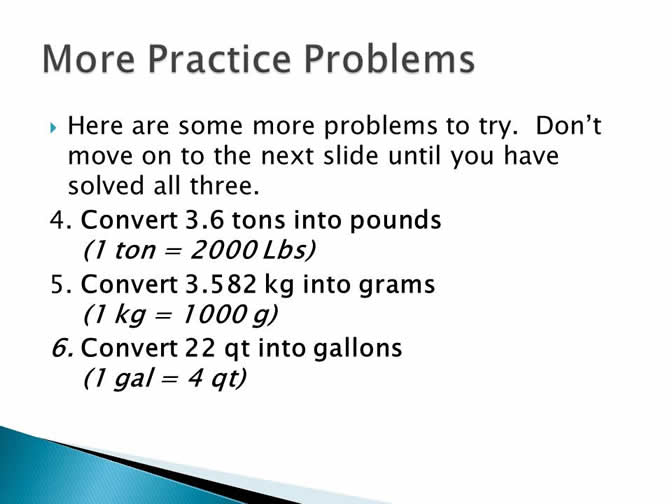 More Practice Problems
Here are some more problems to try.  Don't
move on to the next slide until you have
solved all three.
4. Convert 3.6 tons into pounds
(1 ton = 2000 Lbs)
5. Convert 3.582 kg into grams
(1 kg = 1000 g)
6. Convert 22 qt into gallons
(1 gal = 4 qt)